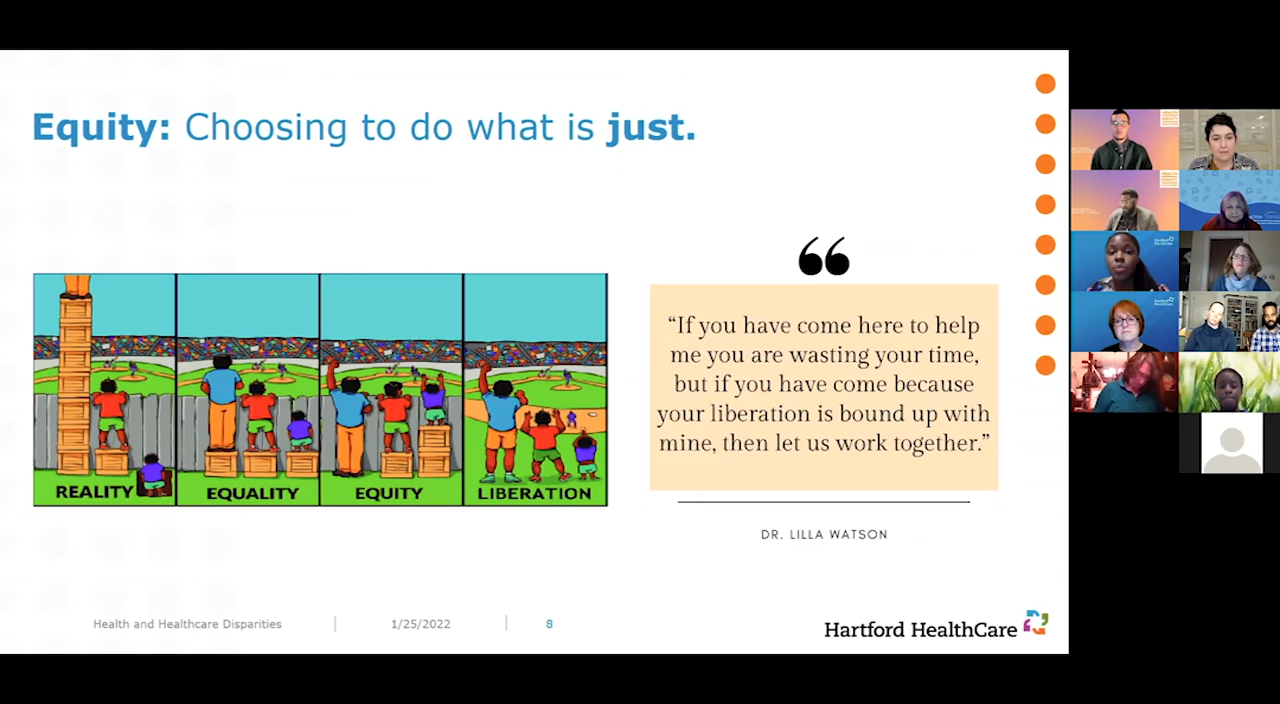 Equity: Choosing to do what is just.
REALITY
EQUALITY
EQUITY
LIBERATION
“If you have come here to help
me you are wasting your time,
but if you have come because
your liberation is bound up with
mine, then let us work together.”
DR. LILLA WATSON
Health and Healthcare Disparities
1/25/2022
8
Hartford HealthCare